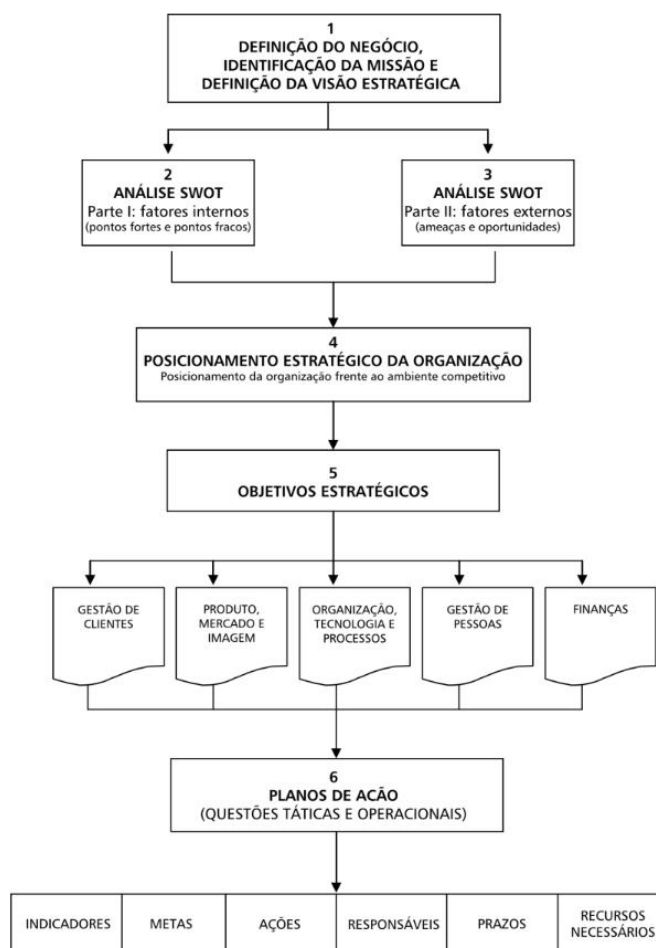 1
DEFINIÇÃO DO NEGÓCIO,
IDENTIFICAÇÃO DA MISSÃO E
DEFINIÇÃO DA VISÃO ESTRATÉGICA
2
ANÁLISE SWOT
Parte I: fatores internos
(pontos fortes e pontos fracos)
3
ANÁLISE SWOT
Parte II: fatores externos
(ameaças e oportunidades)
4
POSICIONAMENTO ESTRATÉGICO DA ORGANIZAÇÃO
Posicionamento da organização frente ao ambiente competitivo
5
OBJETIVOS ESTRATÉGICOS
GESTÃO DE
CLIENTES
PRODUTO,
MERCADO E
IMAGEM
ORGANIZAÇÃO,
TECNOLOGIA E
PROCESSOS
GESTÃO DE
PESSOAS
FINANÇAS
6
PLANOS DE ACÃO
(QUESTÕES TÁTICAS E OPERACIONAIS)
INDICADORES
METAS
AÇÕES
RESPONSÁVEIS
PRAZOS
RECURSOS
NECESSÁRIOS